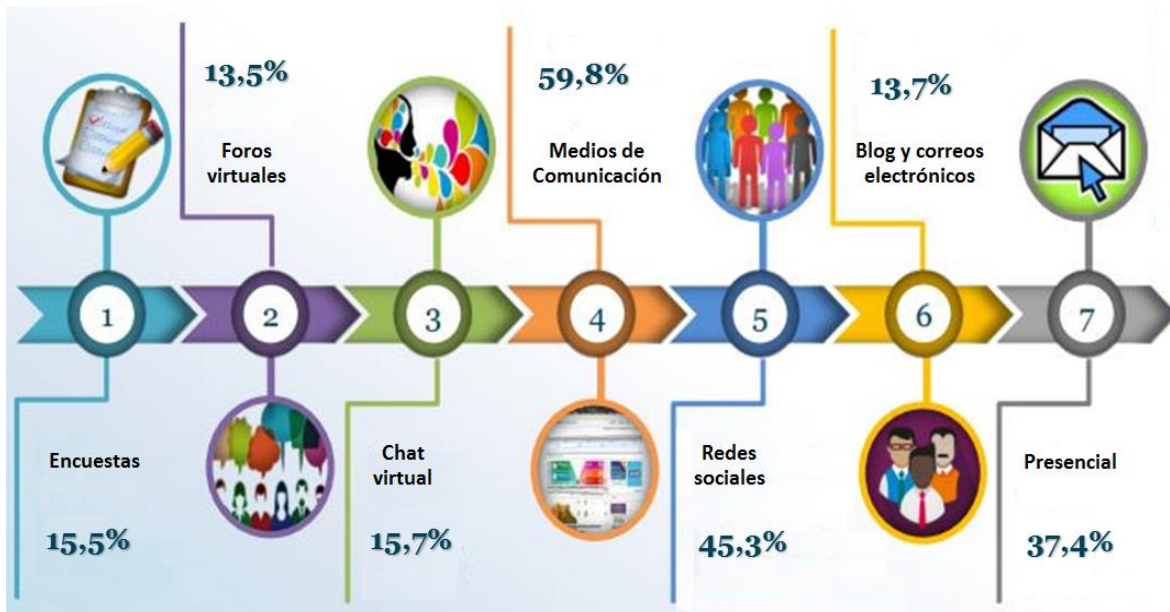 13,5%
Foros
virtuales
59,8%
Medios de
Comunicación
13,7%
Blog y correos
electrónicos
1
2
3
4
5
6
7
Encuestas
15,5%
Chat
virtual
15,7%
Redes
sociales
45,3%
Presencial
37,4%